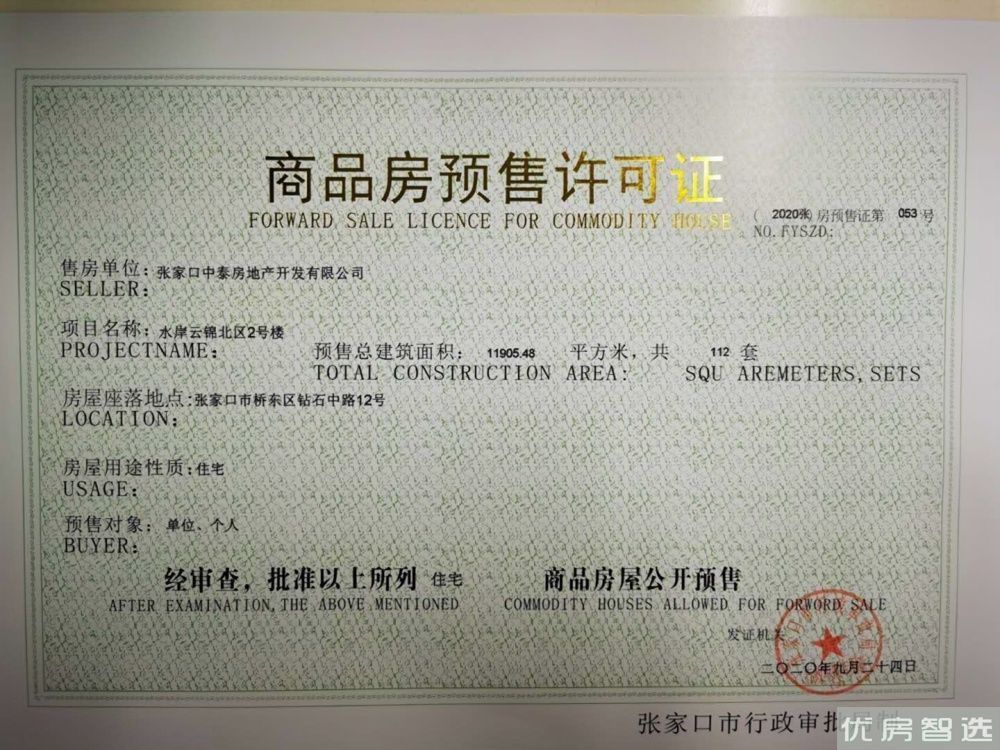 商品房预售许可证
FORWARD SALE LICENCE FOR COMMODITY HOUSE
(2020张)房预售证第 053 号
NO.FYSZD:
售房单位:张家口中泰房地产开发有限公司
SELLER:
项目名称:水岸云锦北区2号楼
PROJECTNAME:
预售总建筑面积: 11905.48 平方米,共 112 套
TOTAL CONSTRUCTION AREA: SQU AREMETERS,SETS
房屋座落地点:张家口市桥东区钻石中路12号
LOCATION:
房屋用途性质:住宅
USAGE:
预售对象:单位、个人
BUYER:
经审查,批准以上所列 住宅 商品房屋公开预售
AFTER EXAMINATION,THE ABOVE MENTIONED COMMODITY HOUSES ALLOWED FOR FORWORD SALE
发证机关
二〇二〇年九月二十四日
张家口市行政审批局制
优房智选